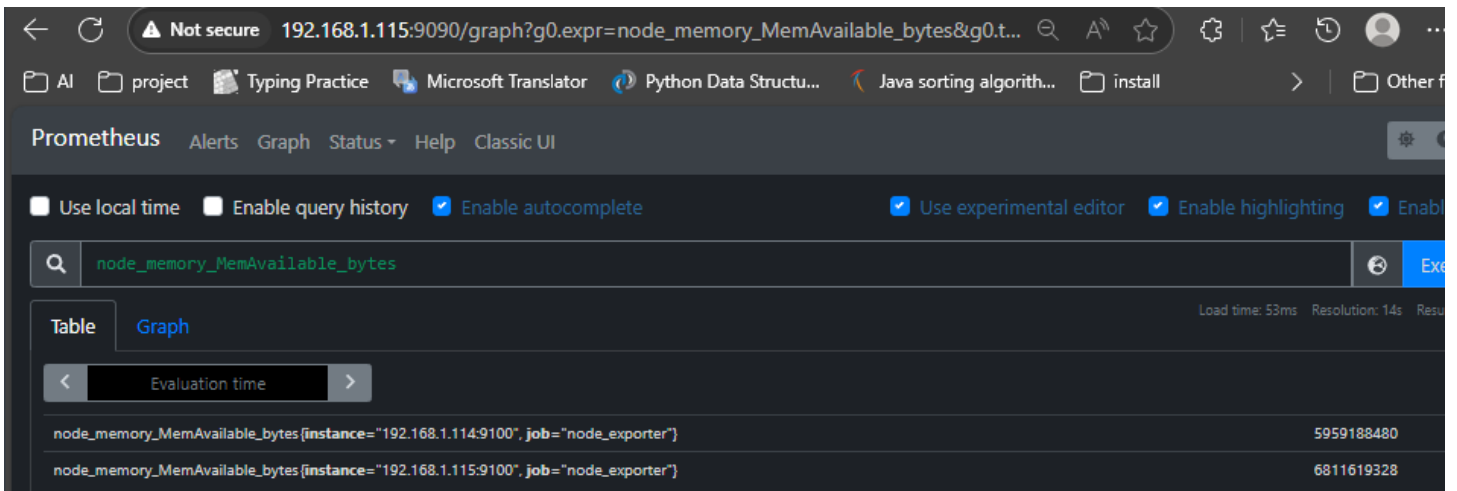 Not secure 192.168.1.115:9090/graph?g0.expr=node_memory_MemAvailable_bytes&g0.t...
AI project Typing Practice Microsoft Translator Python Data Structu... Java sorting algorith... install Other f
Prometheus Alerts Graph Status Help Classic UI
Use local time Enable query history Enable autocomplete Use experimental editor Enable highlighting Enabl
node_memory_MemAvailable_bytes Exe
Table Graph Load time: 53ms Resolution: 14s Resu
Evaluation time
node_memory_MemAvailable_bytes{instance="192.168.1.114:9100", job="node_exporter"} 5959188480
node_memory_MemAvailable_bytes{instance="192.168.1.115:9100", job="node_exporter"} 6811619328